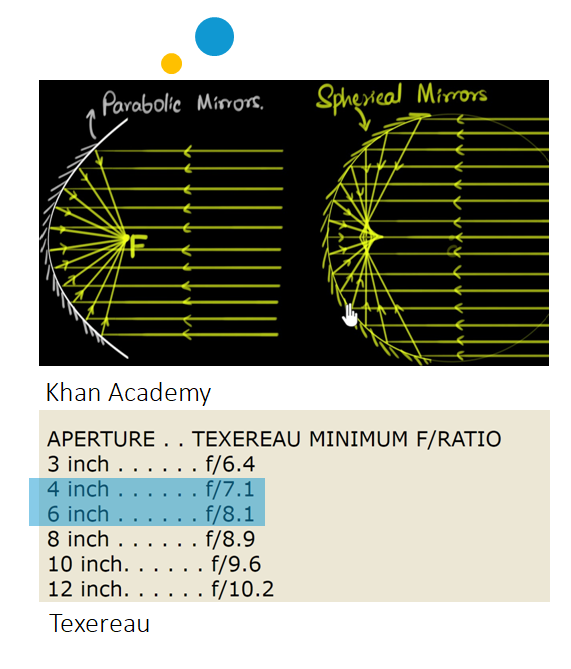 Parabolic Mirrors.
Spherical Mirrors
F
C
Khan Academy
APERTURE . . TEXEREAU MINIMUM F/RATIO
3 inch . . . . . . f/6.4
4 inch . . . . . . f/7.1
6 inch . . . . . . f/8.1
8 inch . . . . . . f/8.9
10 inch. . . . . . f/9.6
12 inch. . . . . . f/10.2
Texereau